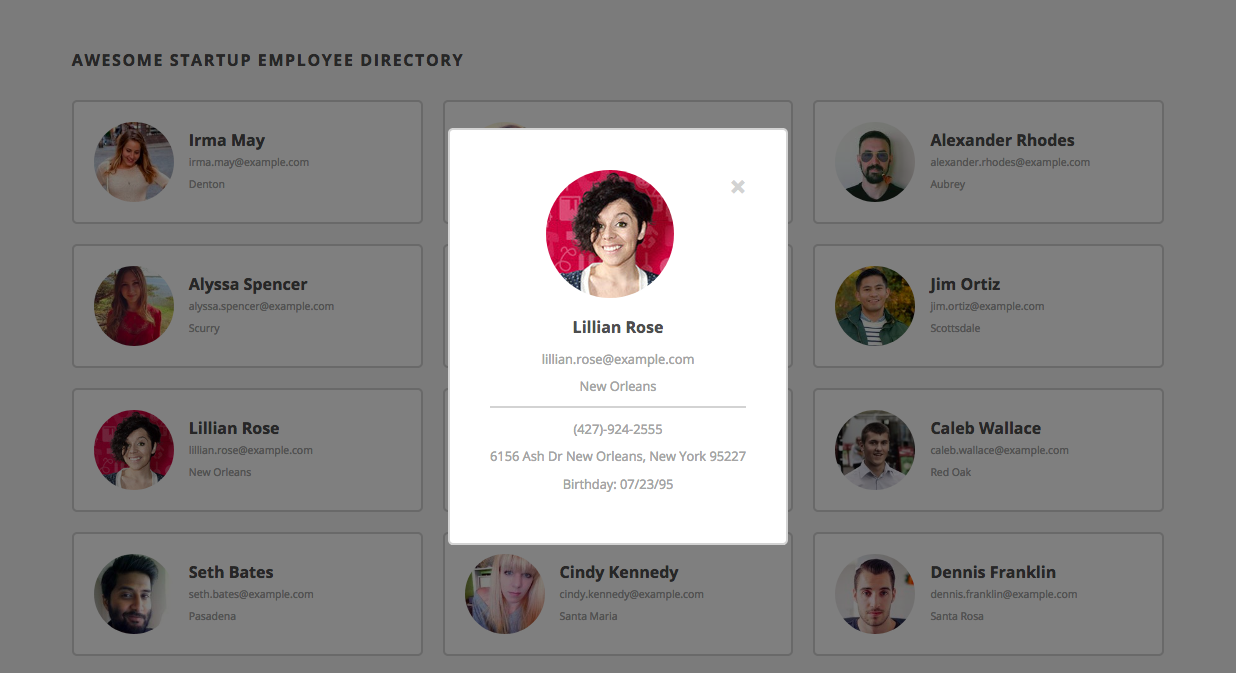 AWESOME STARTUP EMPLOYEE DIRECTORY
Irma May
irma.may@example.com
Denton
Alexander Rhodes
alexander.rhodes@example.com
Aubrey
Alyssa Spencer
alyssa.spencer@example.com
Scurry
Jim Ortiz
jim.ortiz@example.com
Scottsdale
Lillian Rose
lillian.rose@example.com
New Orleans
(427)-924-2555
6156 Ash Dr New Orleans, New York 95227
Birthday: 07/23/95
Lillian Rose
lillian.rose@example.com
New Orleans
Caleb Wallace
caleb.wallace@example.com
Red Oak
Seth Bates
seth.bates@example.com
Pasadena
Cindy Kennedy
cindy.kennedy@example.com
Santa Maria
Dennis Franklin
dennis.franklin@example.com
Santa Rosa